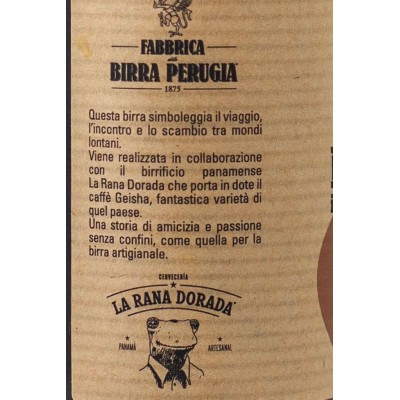 FABBRICA
della
BIRRA PERUGIA
1875
Questa birra simboleggia il viaggio,
l'incontro e lo scambio tra mondi
lontani.
Viene realizzata in collaborazione
con il birrificio panamense
La Rana Dorada che porta in dote il
caffè Geisha, fantastica varietà di
quel paese.
Una storia di amicizia e passione
senza confini, come quella per la
birra artigianale.
CERVECERÍA
LA RANA DORADA
PANAMÁ
ARTESANAL